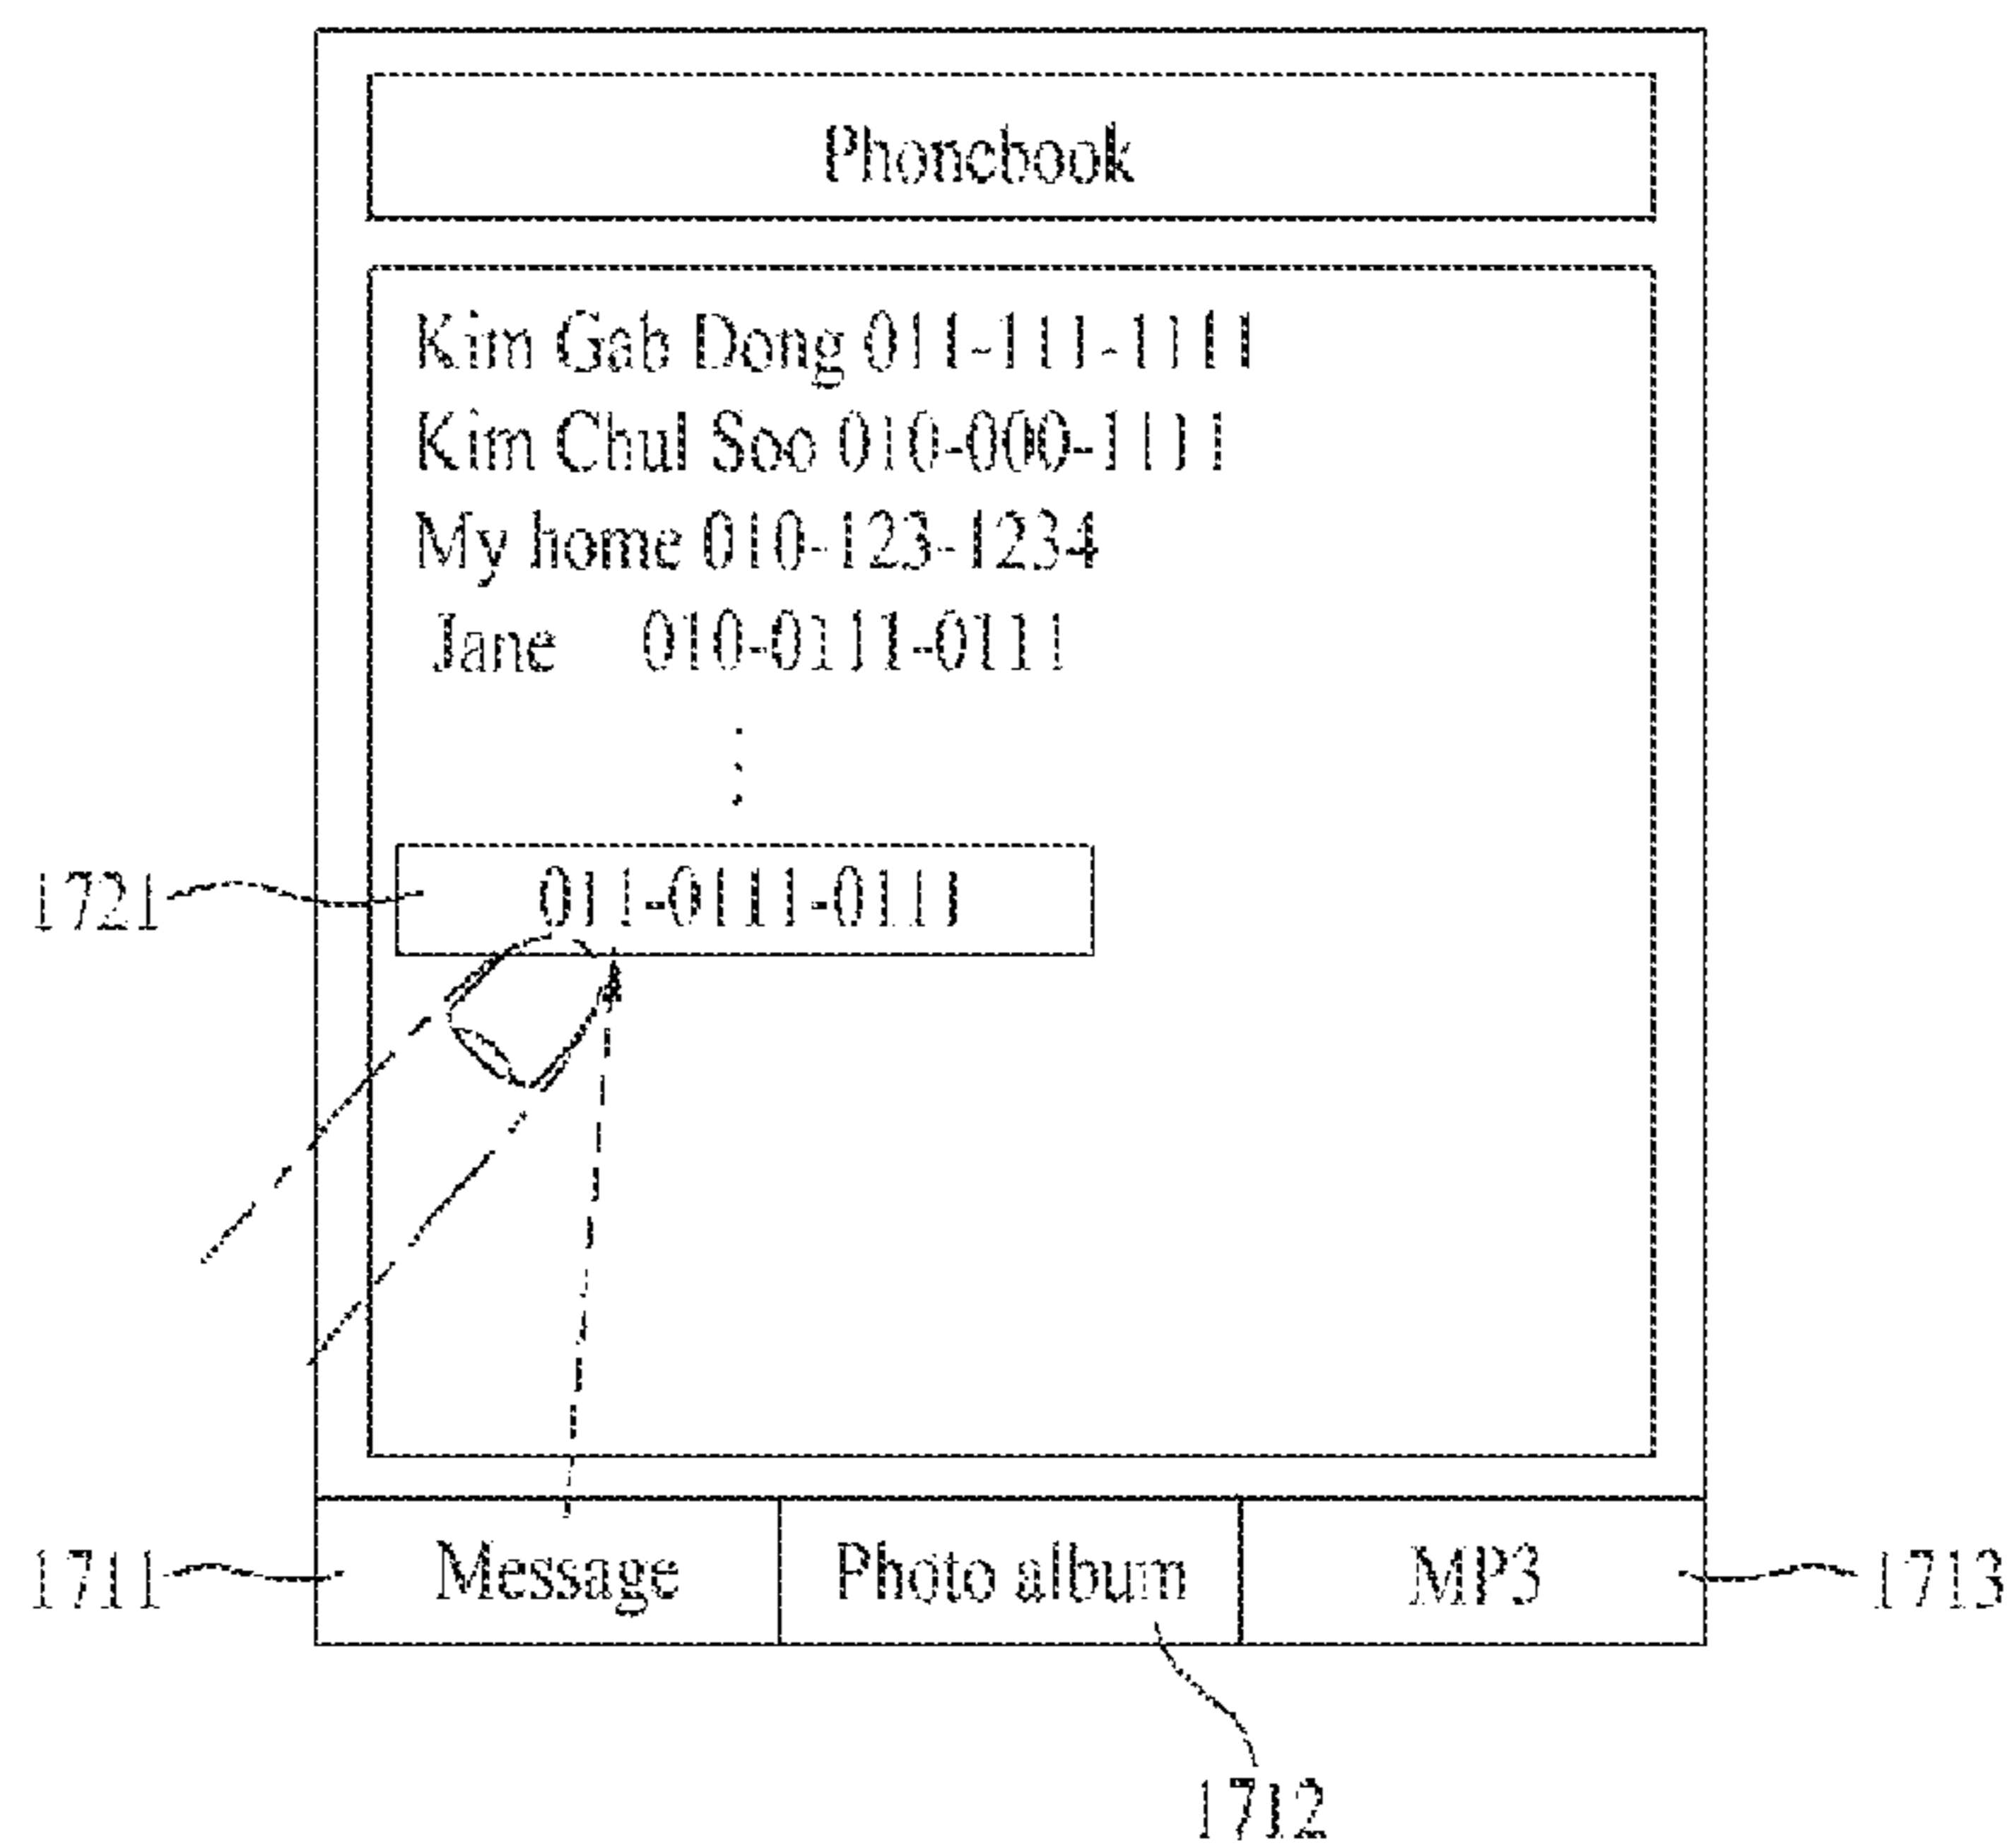 Phonebook
Kim Gab Dong 011-111-1111
Kim Chul Soo 010-000-1111
My home 010-123-1234
Jane 010-0111-0111
1721
011-0111-0111
1711
Message
Photo album
MP3
1713
1712